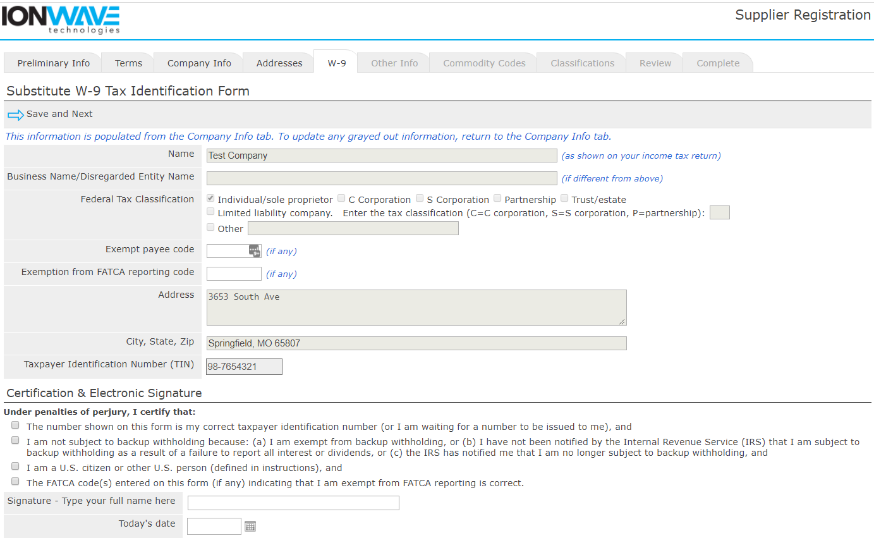 IONWAVE
technologies
Supplier Registration
Preliminary Info Terms Company Info Addresses W-9 Other Info Commodity Codes Classifications Review Complete
Substitute W-9 Tax Identification Form
Save and Next
This information is populated from the Company Info tab. To update any grayed out information, return to the Company Info tab.
Name Test Company (as shown on your income tax return)
Business Name/Disregarded Entity Name (if different from above)
Federal Tax Classification Individual/sole proprietor C Corporation S Corporation Partnership Trust/estate
Limited liability company. Enter the tax classification (C=C corporation, S=S corporation, P=partnership):
Other
Exempt payee code (if any)
Exemption from FATCA reporting code (if any)
Address 3653 South Ave
City, State, Zip Springfield, MO 65807
Taxpayer Identification Number (TIN) 98-7654321
Certification & Electronic Signature
Under penalties of perjury, I certify that:
The number shown on this form is my correct taxpayer identification number (or I am waiting for a number to be issued to me), and
I am not subject to backup withholding because: (a) I am exempt from backup withholding, or (b) I have not been notified by the Internal Revenue Service (IRS) that I am subject to
backup withholding as a result of a failure to report all interest or dividends, or (c) the IRS has notified me that I am no longer subject to backup withholding, and
I am a U.S. citizen or other U.S. person (defined in instructions), and
The FATCA code(s) entered on this form (if any) indicating that I am exempt from FATCA reporting is correct.
Signature - Type your full name here
Today's date